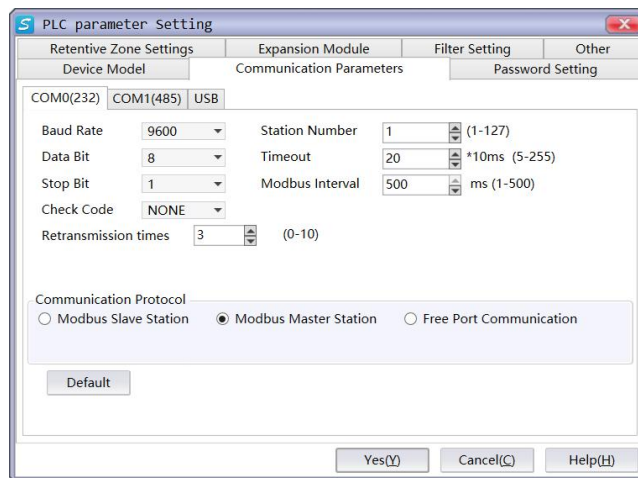 PLC parameter Setting
Retentive Zone Settings Expansion Module Filter Setting Other
Device Model Communication Parameters Password Setting
COM0(232) COM1(485) USB
Baud Rate 9600 Station Number 1 (1-127)
Data Bit 8 Timeout 20 *10ms (5-255)
Stop Bit 1 Modbus Interval 500 ms (1-500)
Check Code NONE
Retransmission times 3 (0-10)
Communication Protocol
Modbus Slave Station Modbus Master Station Free Port Communication
Default
Yes(Y) Cancel(C) Help(H)